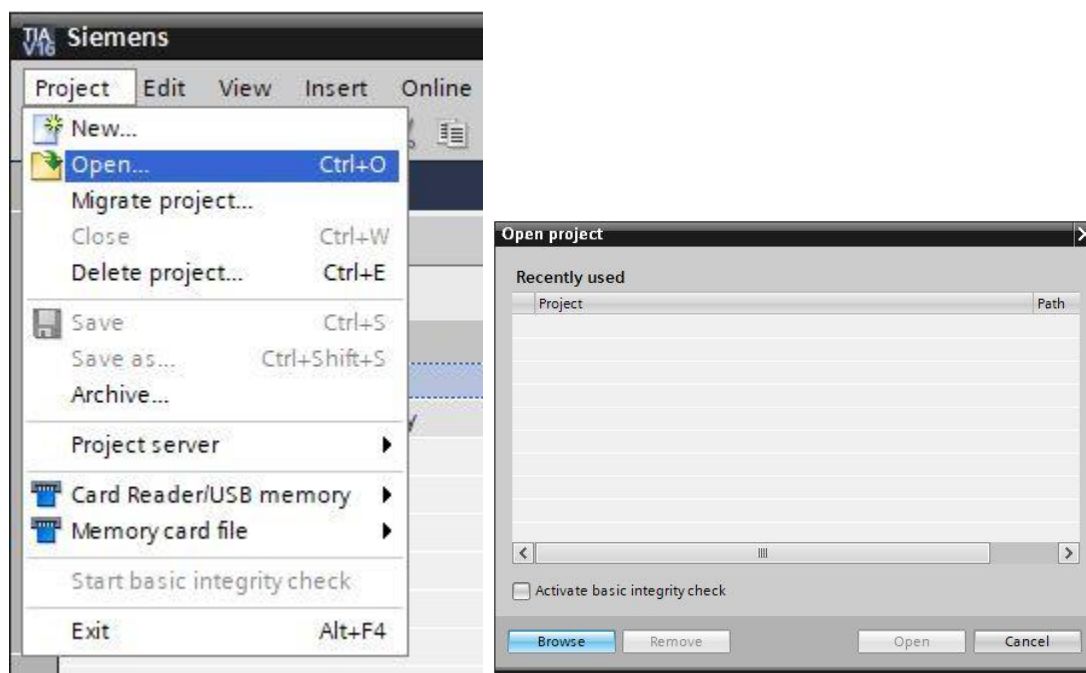 TIA V16 Siemens
Project Edit View Insert Online
New...
Open... Ctrl+O
Migrate project...
Close Ctrl+W
Delete project... Ctrl+E
Save Ctrl+S
Save as... Ctrl+Shift+S
Archive...
Project server
Card Reader/USB memory
Memory card file
Start basic integrity check
Exit Alt+F4
Open project
Recently used
Project Path
Activate basic integrity check
Browse Remove Open Cancel